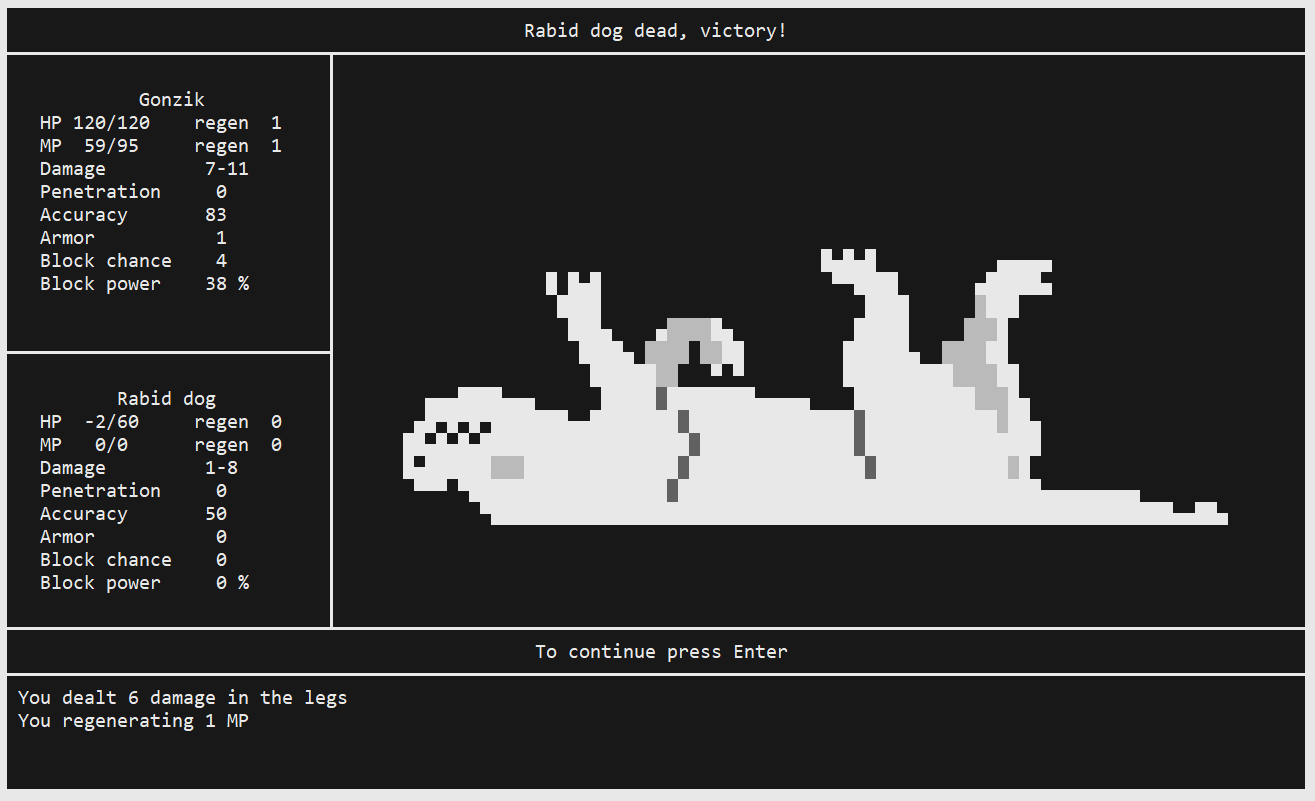 Rabid dog dead, victory!
Gonzik
HP 120/120 regen 1
MP 59/95 regen 1
Damage 7-11
Penetration 0
Accuracy 83
Armor 1
Block chance 4
Block power 38 %
Rabid dog
HP -2/60 regen 0
MP 0/0 regen 0
Damage 1-8
Penetration 0
Accuracy 50
Armor 0
Block chance 0
Block power 0 %
To continue press Enter
You dealt 6 damage in the legs
You regenerating 1 MP